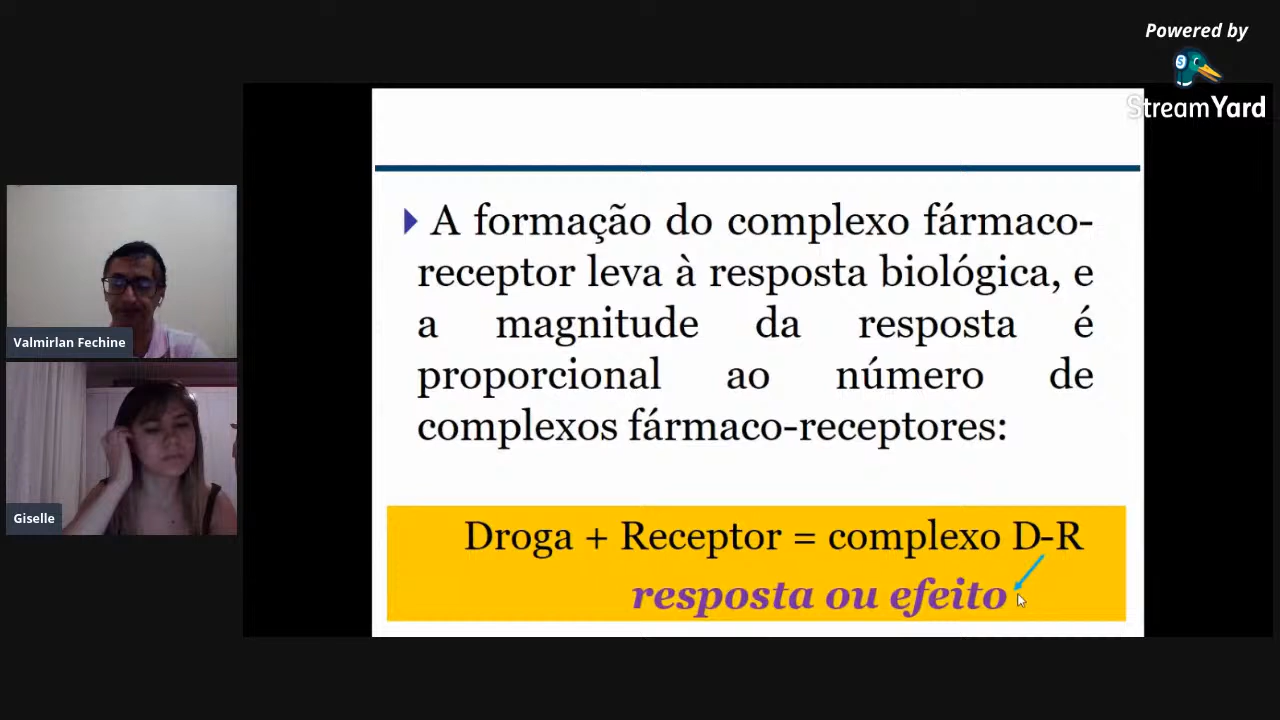 Powered by
StreamYard
A formação do complexo fármaco-
receptor leva à resposta biológica, e
a magnitude da resposta é
proporcional ao número de
complexos fármaco-receptores:
Droga + Receptor = complexo D-R
resposta ou efeito
Valmirlan Fechine
Giselle